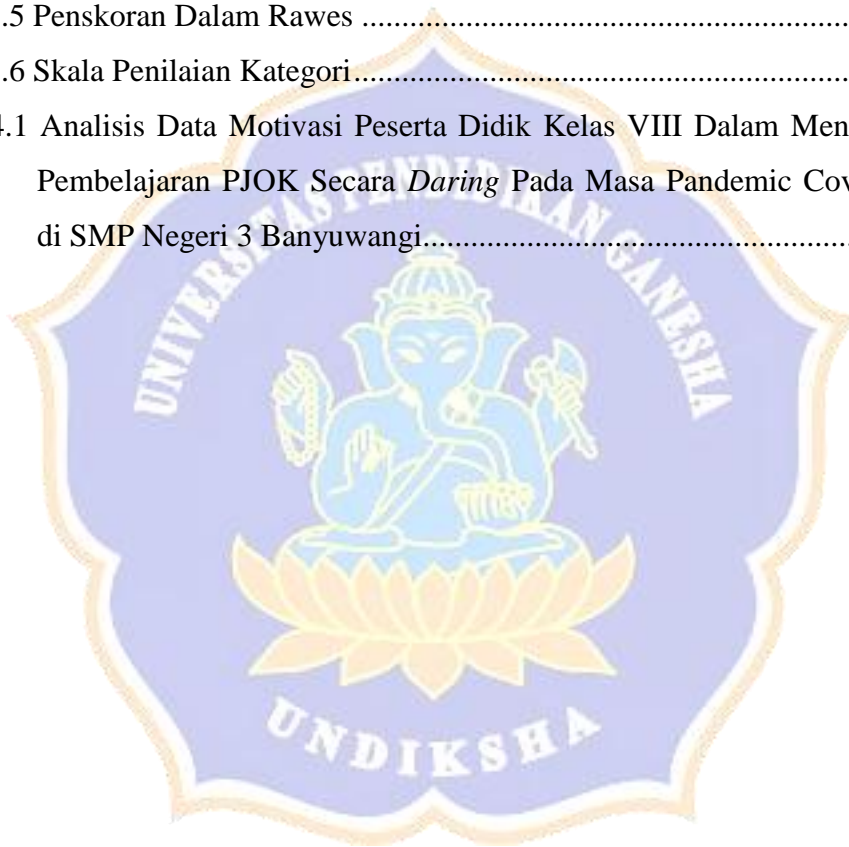 .5 Penskoran Dalam Rawes ................................................................
.6 Skala Penilaian Kategori................................................................
4.1 Analisis Data Motivasi Peserta Didik Kelas VIII Dalam Men
Pembelajaran PJOK Secara Daring Pada Masa Pandemic Cov
di SMP Negeri 3 Banyuwangi.......................................................
UNIVERSITAS PENDIDIKAN GANESHA
UNDIKSHA